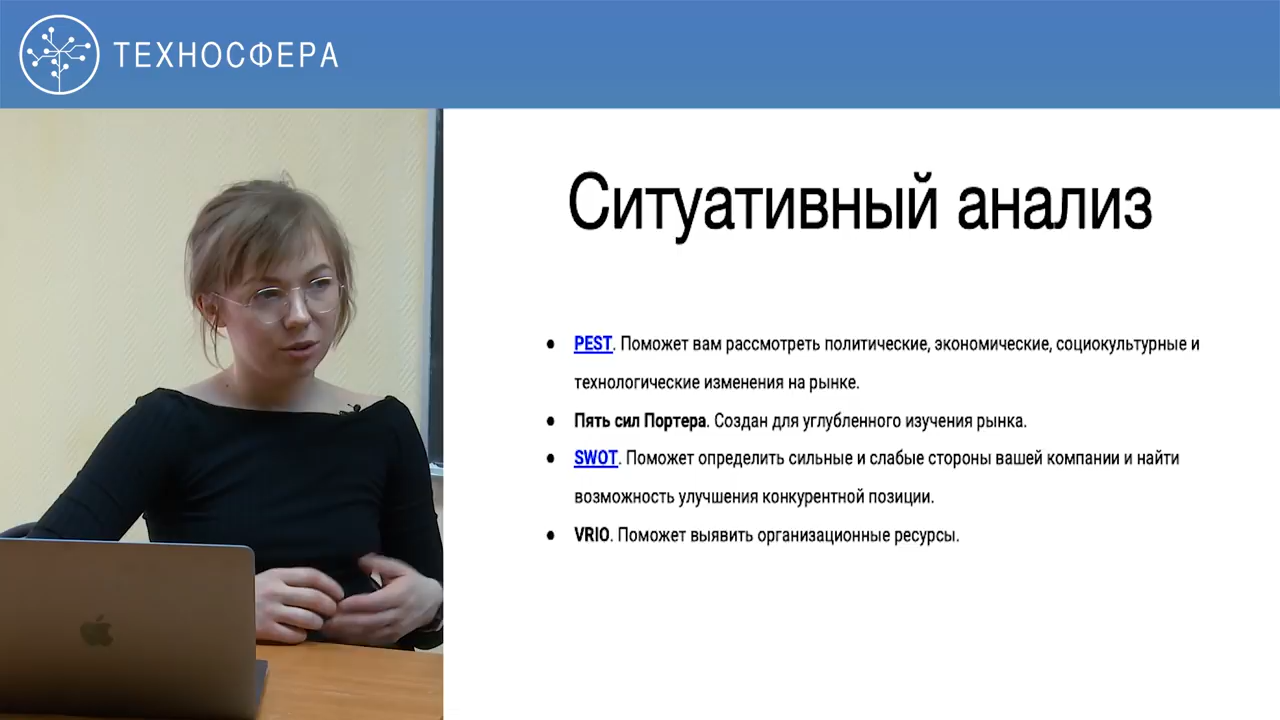 ТЕХНОСФЕРА
Ситуативный анализ
● PEST. Поможет вам рассмотреть политические, экономические, социокультурные и
технологические изменения на рынке.
● Пять сил Портера. Создан для углубленного изучения рынка.
● SWOT. Поможет определить сильные и слабые стороны вашей компании и найти
возможность улучшения конкурентной позиции.
● VRIO. Поможет выявить организационные ресурсы.